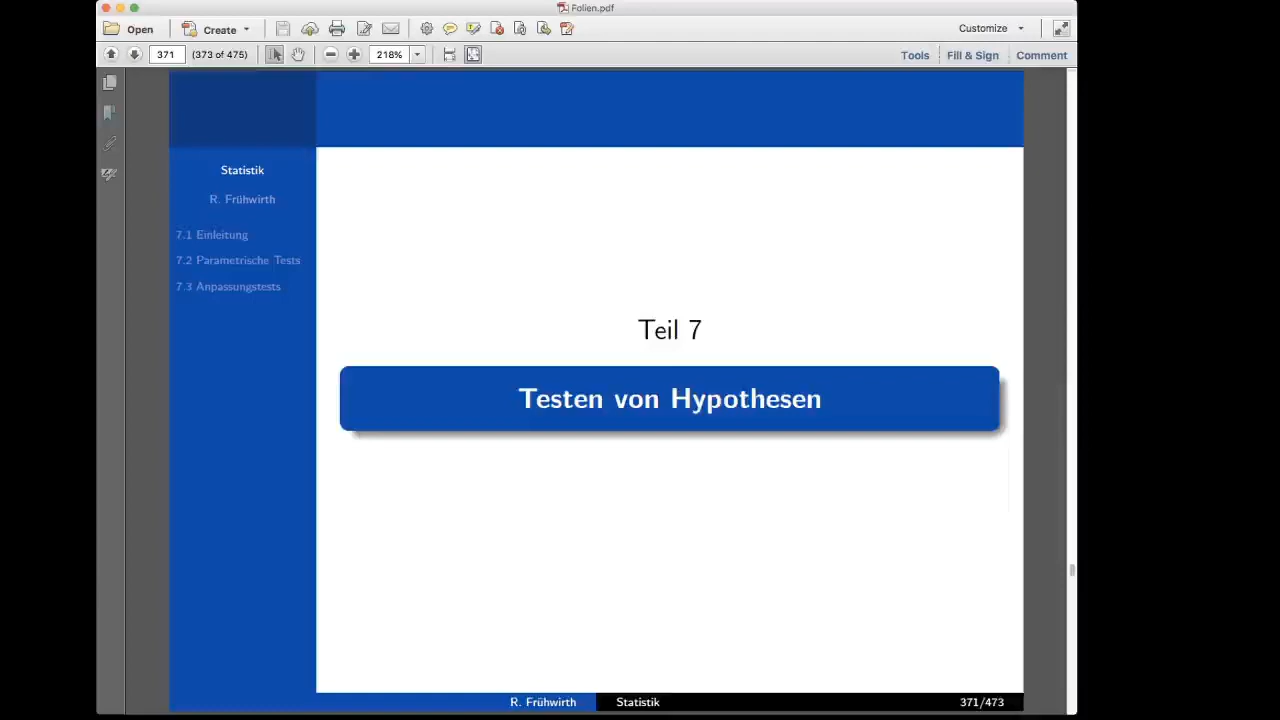 Folien.pdf
Open
Create
Customize
371
(373 of 475)
218%
Tools
Fill & Sign
Comment
Statistik
R. Frühwirth
7.1 Einleitung
7.2 Parametrische Tests
7.3 Anpassungstests
Teil 7
Testen von Hypothesen
R. Frühwirth
Statistik
371/473